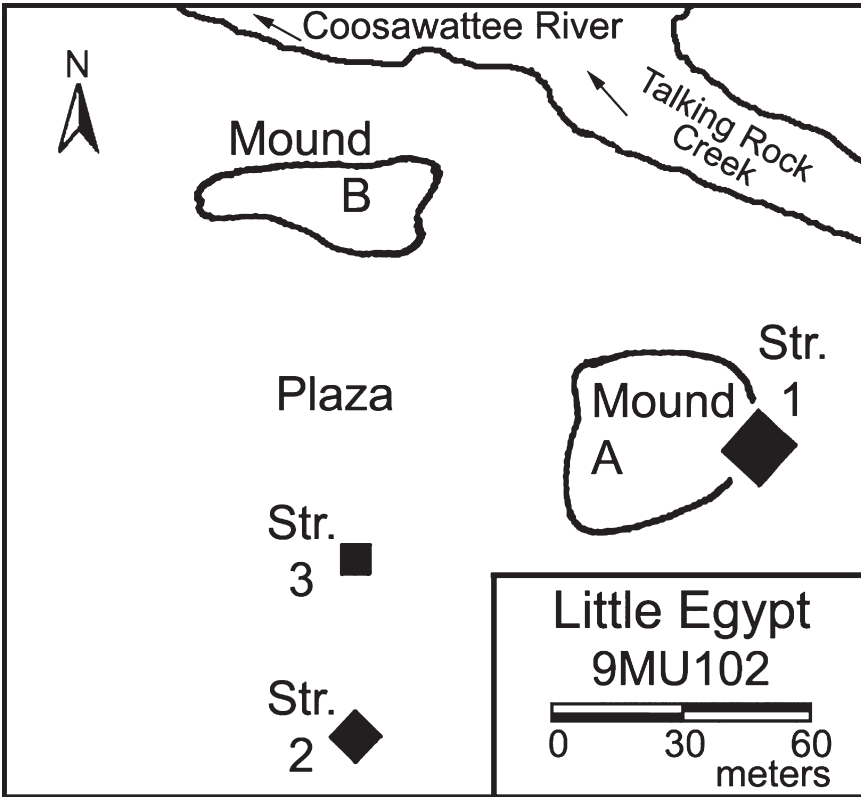 Coosawattee River
N
Talking Rock
Creek
Mound
B
Str.
1
Plaza
Mound
A
Str.
3
Little Egypt
9MU102
Str.
2
0 30 60
meters